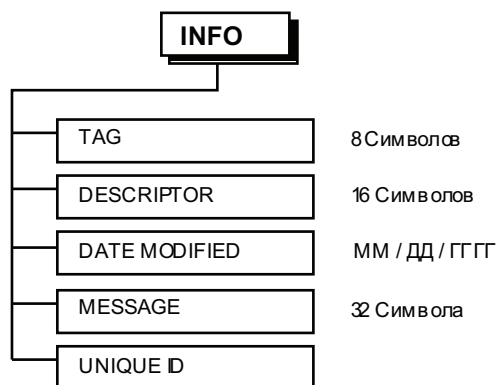 INFO
TAG 8 Символов
DESCRIPTOR 16 Символов
DATE MODIFIED ММ / ДД / ГГГГ
MESSAGE 32 Символа
UNIQUE ID